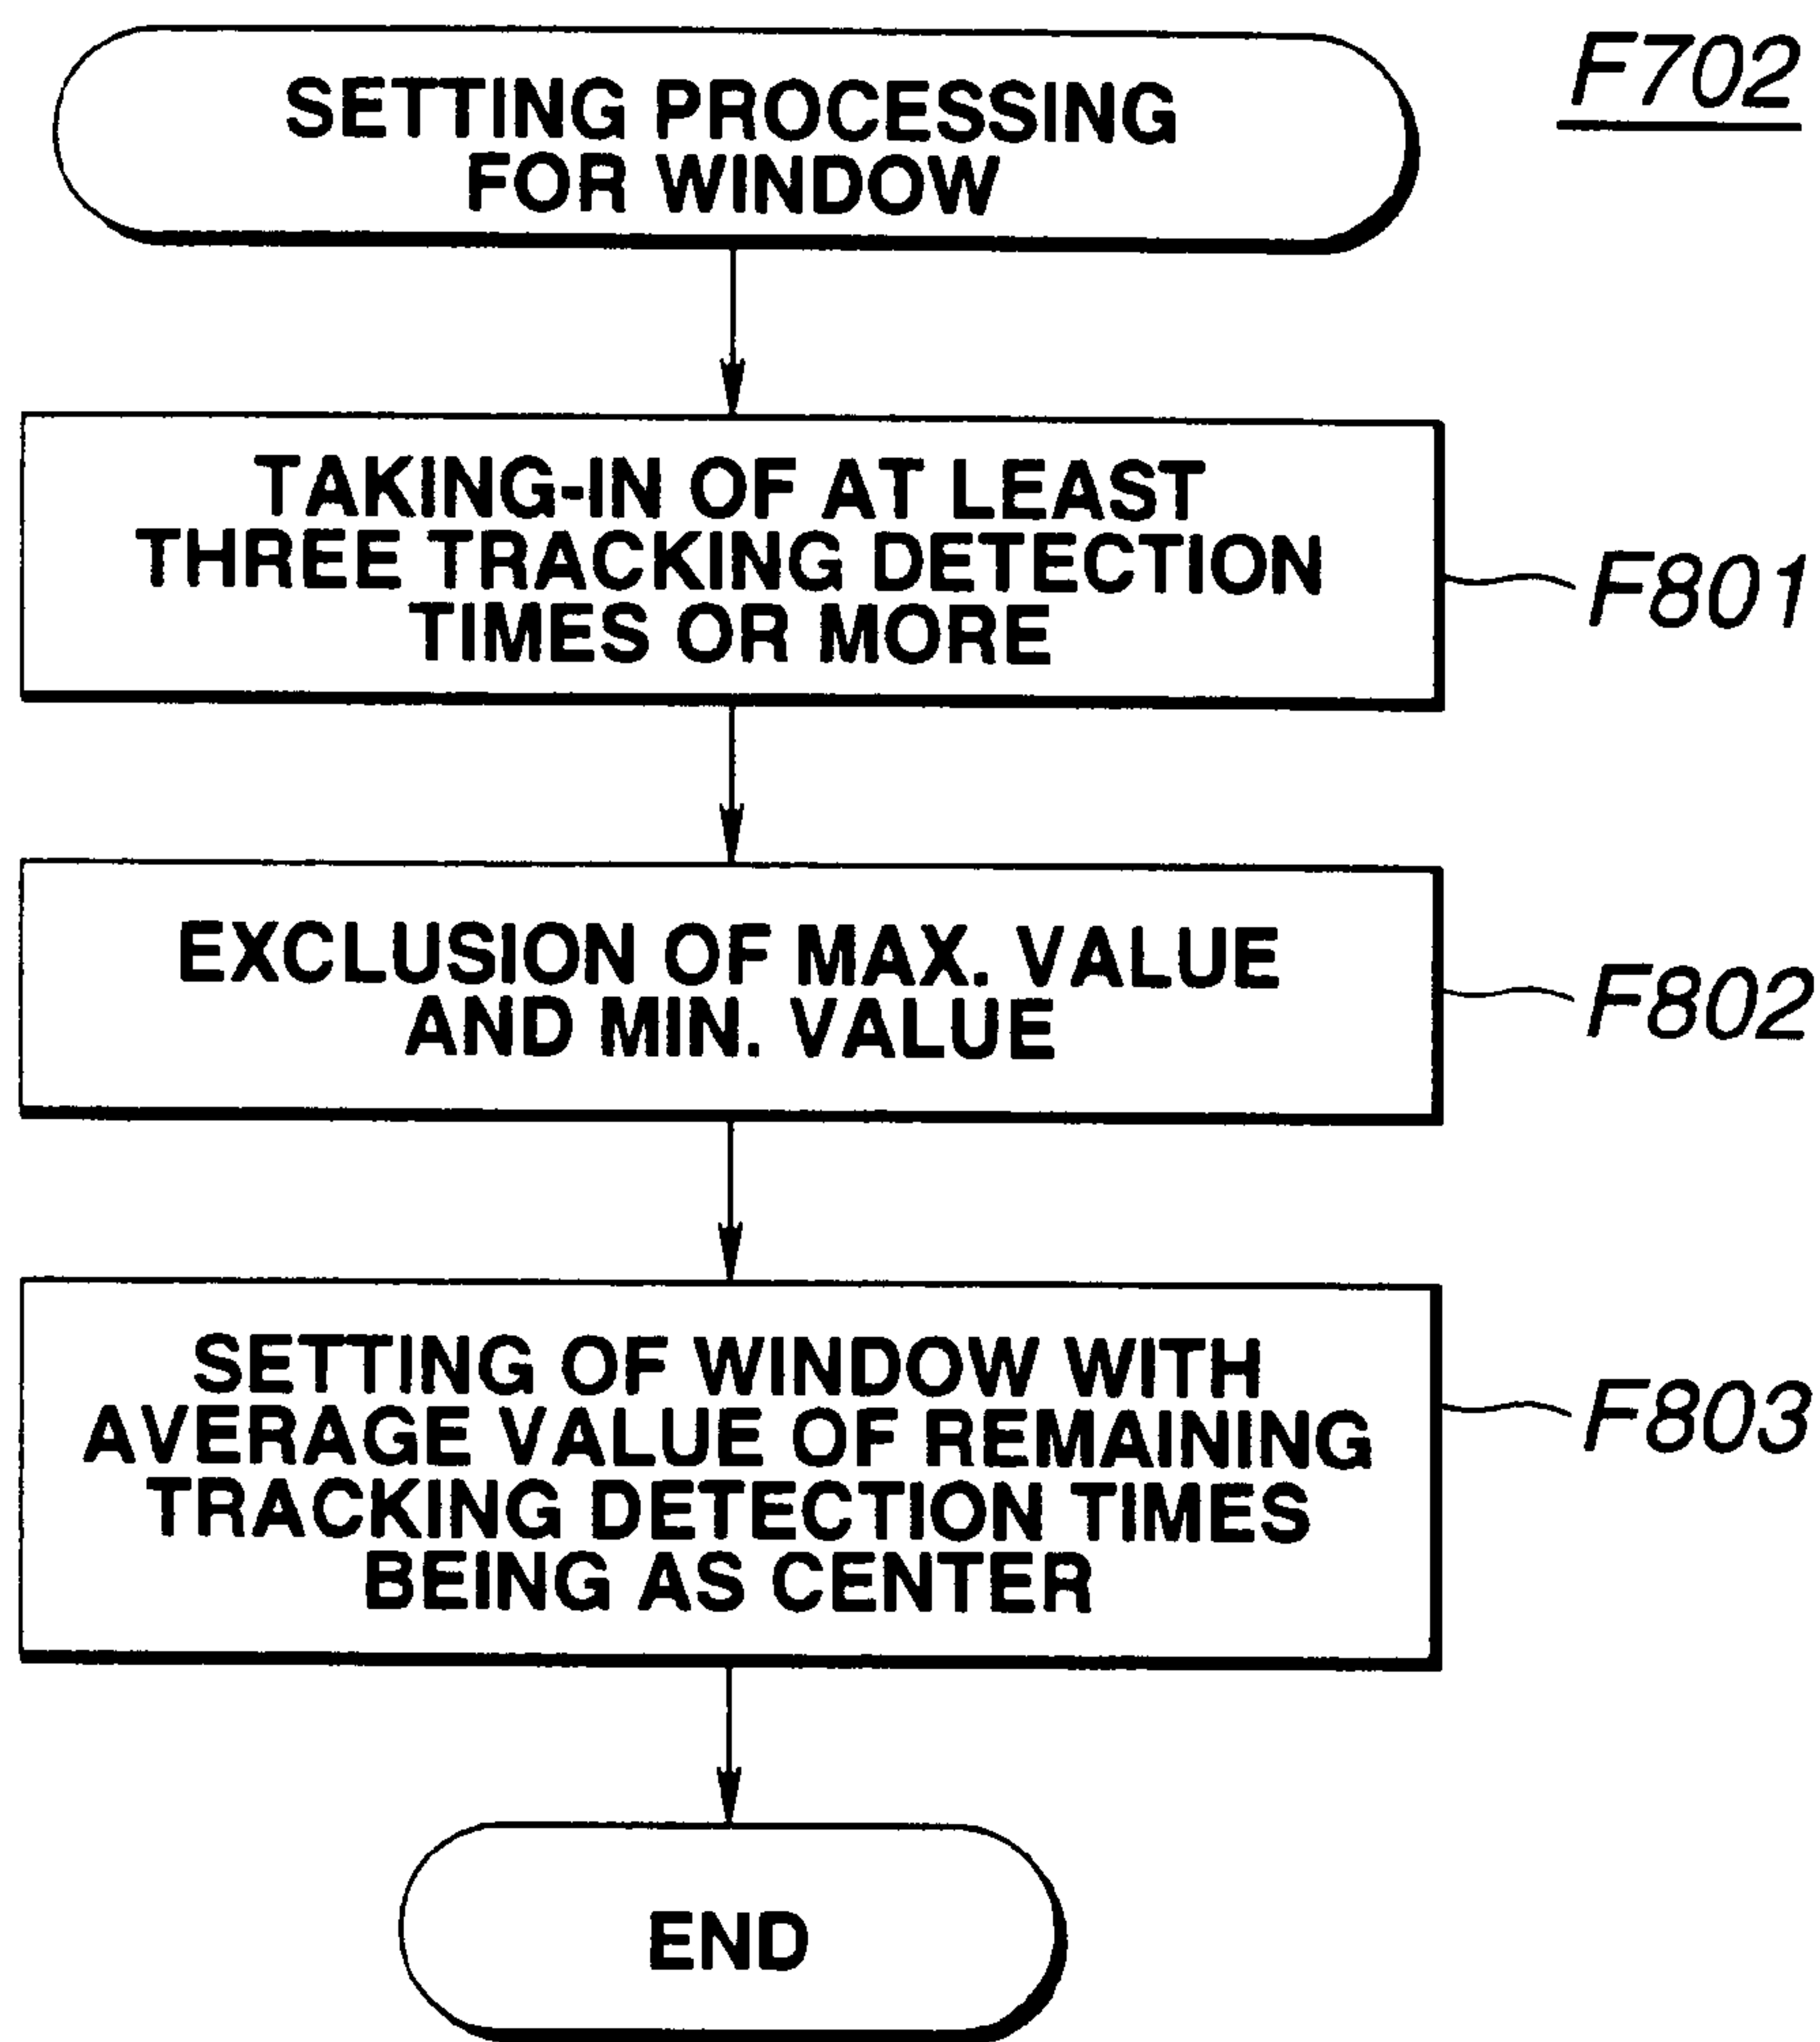 SETTING PROCESSING
FOR WINDOW
F702
TAKING-IN OF AT LEAST
THREE TRACKING DETECTION
TIMES OR MORE
F801
EXCLUSION OF MAX. VALUE
AND MIN. VALUE
F802
SETTING OF WINDOW WITH
AVERAGE VALUE OF REMAINING
TRACKING DETECTION TIMES
BEING AS CENTER
F803
END